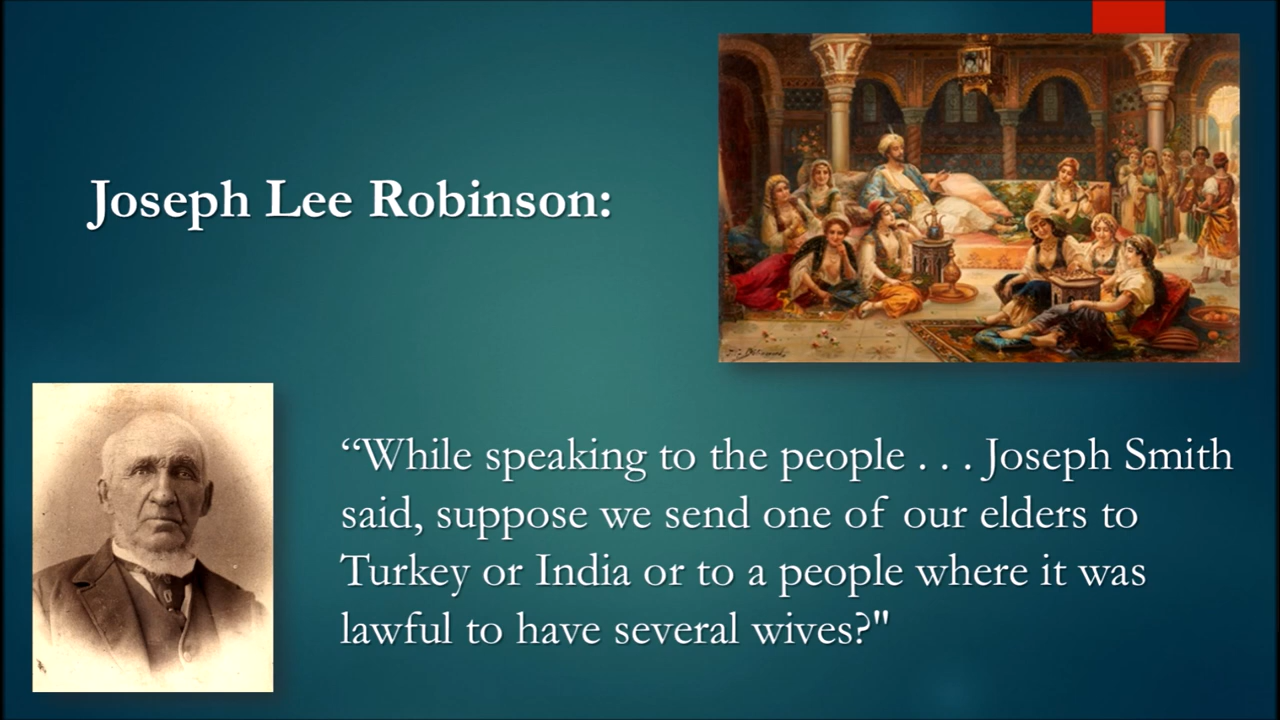 Joseph Lee Robinson:
“While speaking to the people . . . Joseph Smith
said, suppose we send one of our elders to
Turkey or India or to a people where it was
lawful to have several wives?"